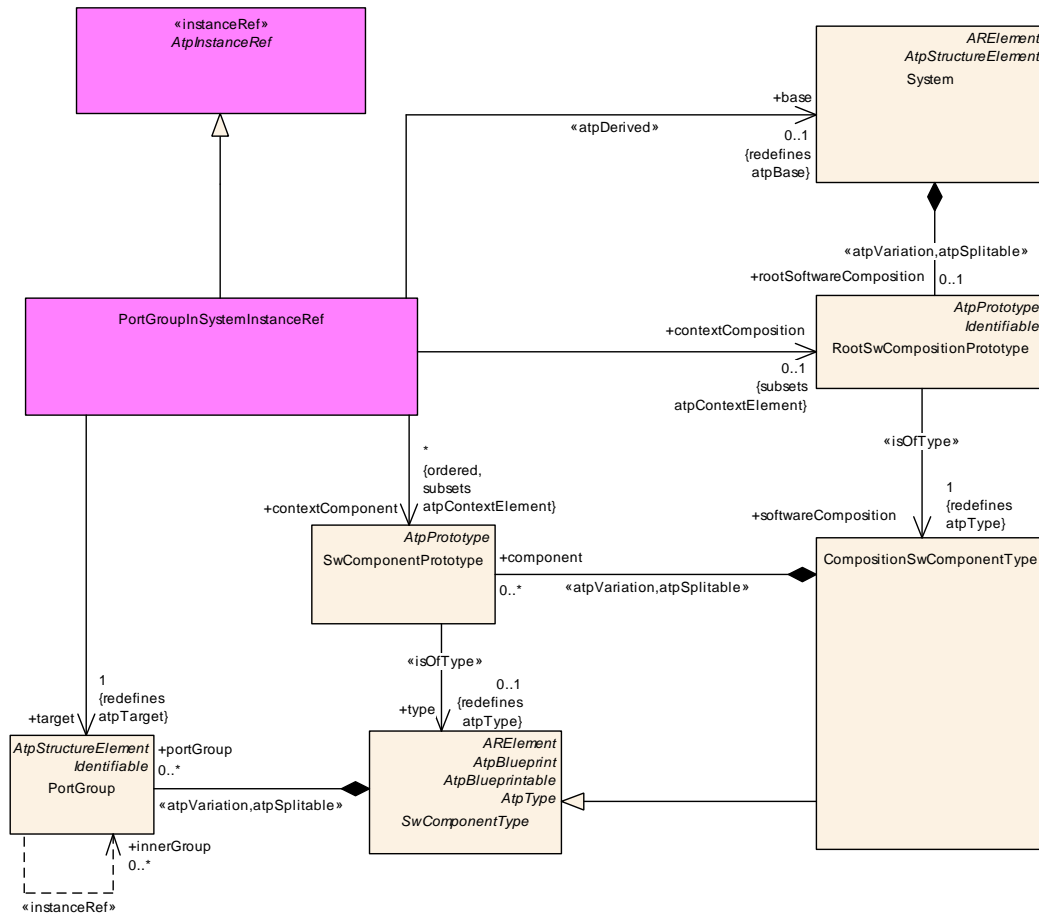 «instanceRef»
AtpInstanceRef
ARElement
AtpStructureElement
System
+base
«atpDerived»
0..1
{redefines
atpBase}
«atpVariation,atpSplitable»
+rootSoftwareComposition
0..1
PortGroupInSystemInstanceRef
AtpPrototype
Identifiable
RootSwCompositionPrototype
+contextComposition
0..1
{subsets
atpContextElement}
«isOfType»
*
{ordered,
subsets
atpContextElement}
+contextComponent
1
{redefines
atpType}
+softwareComposition
AtpPrototype
SwComponentPrototype
+component
0..*
«atpVariation,atpSplitable»
CompositionSwComponentType
«isOfType»
0..1
{redefines
atpType}
+type
1
{redefines
atpTarget}
+target
AtpStructureElement
Identifiable
PortGroup
+portGroup
0..*
«atpVariation,atpSplitable»
ARElement
AtpBlueprint
AtpBlueprintable
AtpType
SwComponentType
+innerGroup
0..*
«instanceRef»